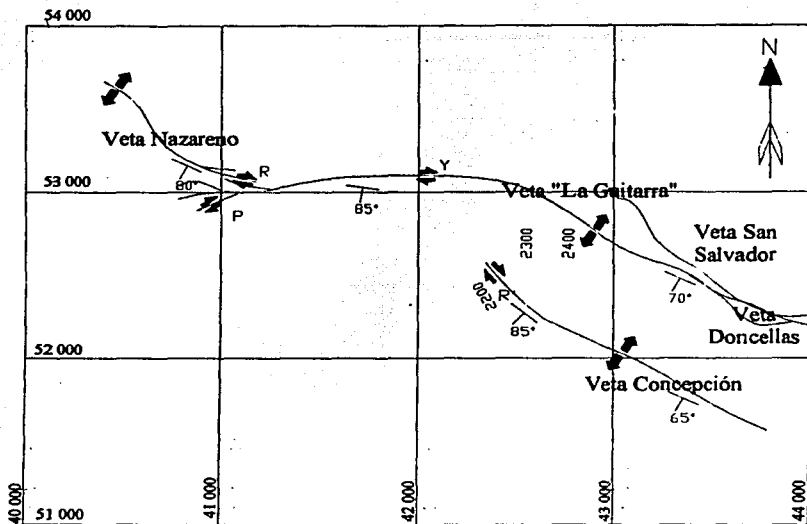 54 000
N
Veta Nazareno
R
80°
P
Y
53 000
85°
Veta "La Guitarra"
2300
2400
Veta San
Salvador
70°
2200
R
85°
Veta
Doncellas
52 000
Veta Concepción
65°
51 000
40 000
41 000
42 000
43 000
44 000